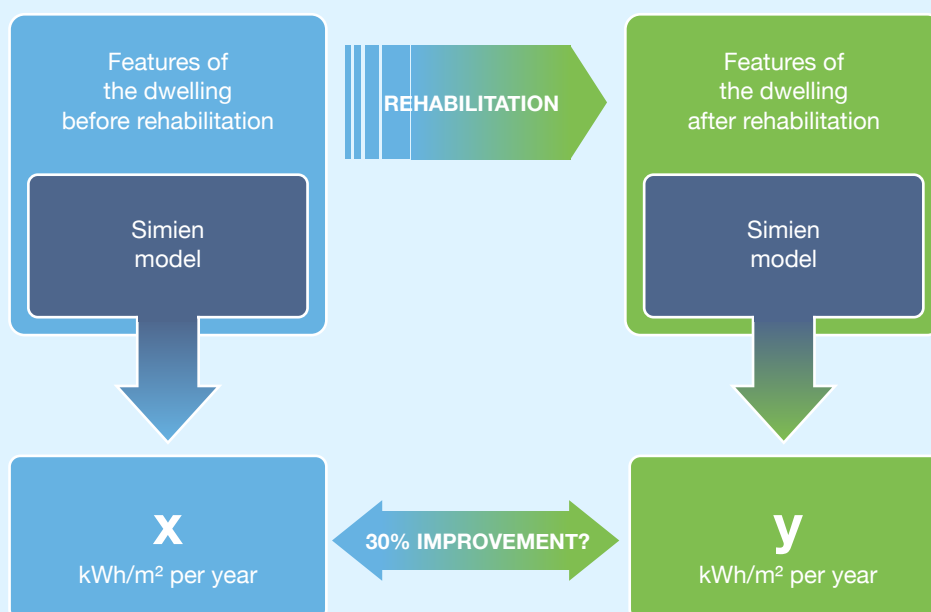 Features of
the dwelling
before rehabilitation
REHABILITATION
Features of
the dwelling
after rehabilitation
Simien
model
Simien
model
x
kWh/m² per year
30% IMPROVEMENT?
y
kWh/m² per year